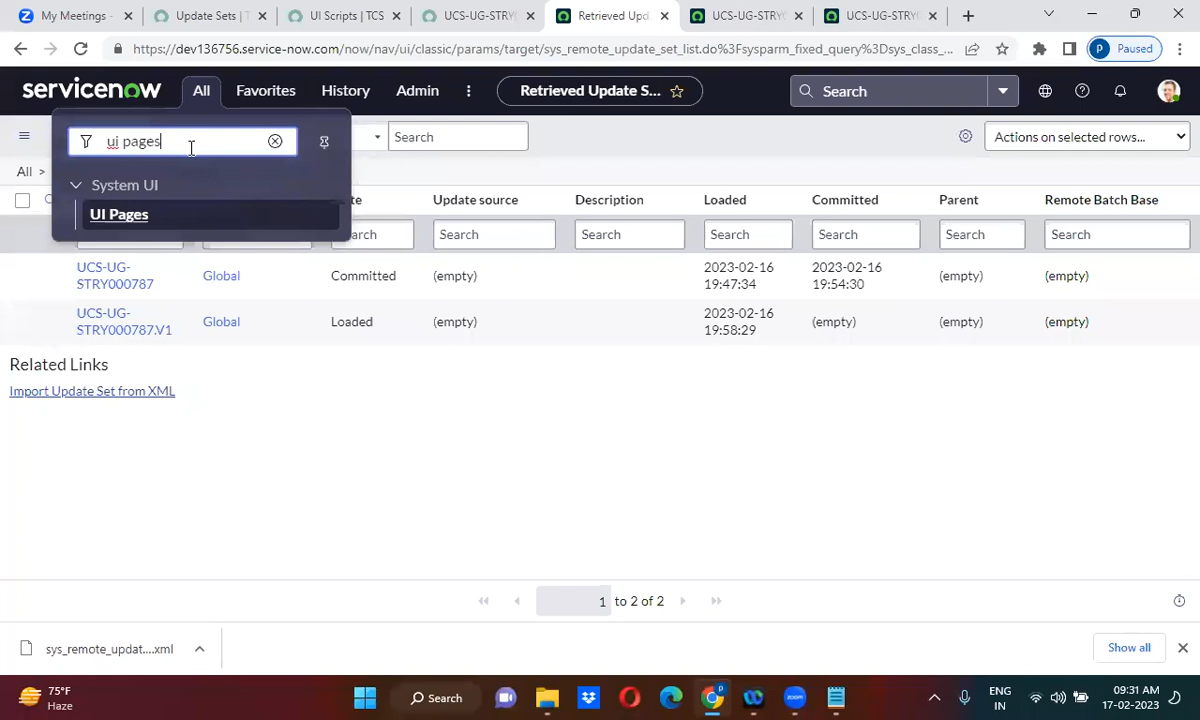 My Meetings -
Update Sets | T
UI Scripts | TCS
UCS-UG-STRY
Retrieved Upda
UCS-UG-STRY
UCS-UG-STRY
https://dev136756.service-now.com/now/nav/ui/classic/params/target/sys_remote_update_set_list.do%3Fsysparm_fixed_query%3Dsys_class_...
P Paused
servicenow
All
Favorites
History
Admin
Retrieved Update S...
Search
ui pages
Search
Actions on selected rows...
All >
System UI
UI Pages
Update source
Description
Loaded
Committed
Parent
Remote Batch Base
Search
Search
Search
Search
Search
Search
UCS-UG-STRY000787
Global
Committed
(empty)
2023-02-16 19:47:34
2023-02-16 19:54:30
(empty)
(empty)
UCS-UG-STRY000787.V1
Global
Loaded
(empty)
2023-02-16 19:58:29
(empty)
(empty)
(empty)
Related Links
Import Update Set from XML
1 to 2 of 2
sys_remote_updat....xml
Show all
75°F
Haze
Search
ENG
IN
09:31 AM
17-02-2023